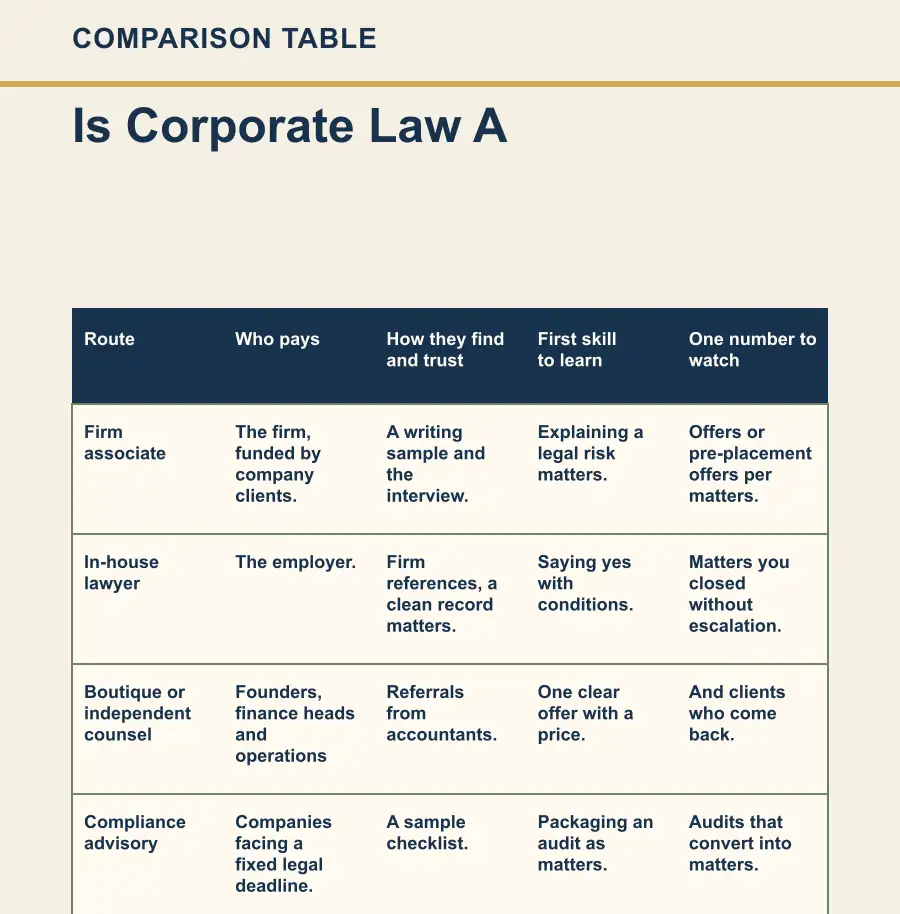 COMPARISON TABLE
Is Corporate Law A
Route
Who pays
How they find
and trust
First skill
to learn
One number to
watch
Firm
associate
The firm,
funded by
company
clients.
A writing
sample and
the
interview.
Explaining a
legal risk
matters.
Offers or
pre-placement
offers per
matters.
In-house
lawyer
The employer.
Firm
references, a
clean record
matters.
Saying yes
with
conditions.
Matters you
closed
without
escalation.
Boutique or
independent
counsel
Founders,
finance heads
and
operations
Referrals
from
accountants.
One clear
offer with a
price.
And clients
who come
back.
Compliance
advisory
Companies
facing a
fixed legal
deadline.
A sample
checklist.
Packaging an
audit as
matters.
Audits that
convert into
matters.